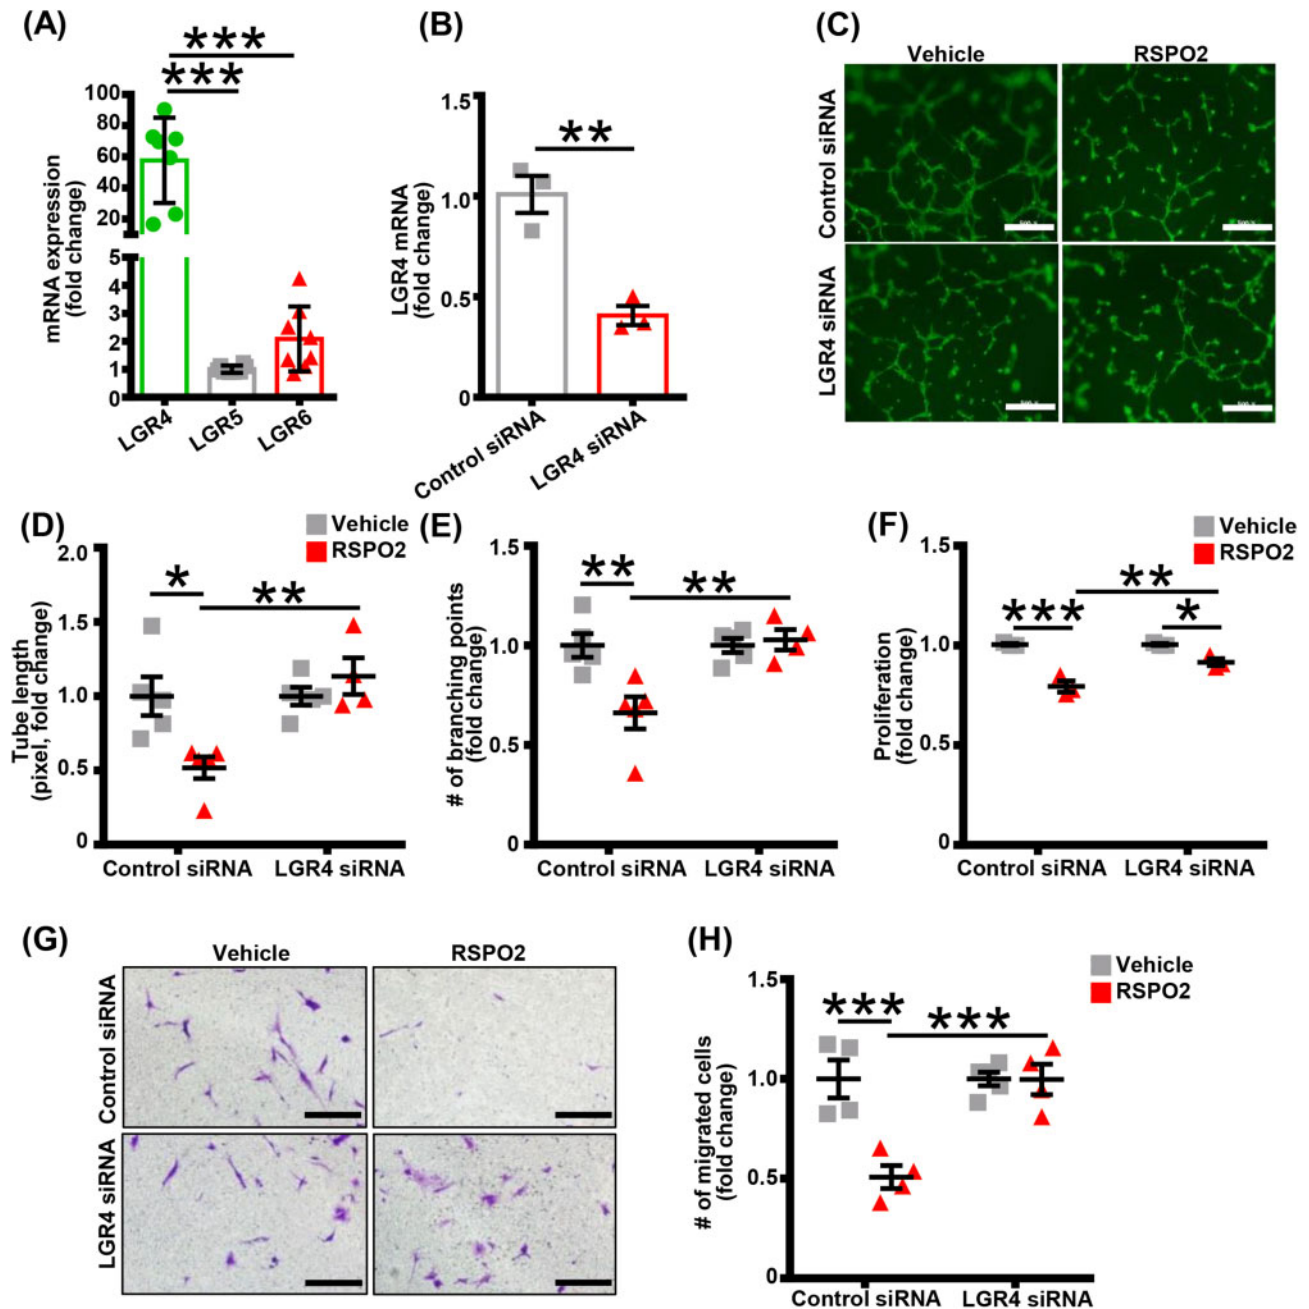 (A)
***
***
100
80
60
40
20
5
4
3
2
1
0
mRNA expression
(fold change)
LGR4
LGR5
LGR6
(B)
**
1.5
1.0
0.5
0
LGR4 mRNA
(fold change)
Control siRNA
LGR4 siRNA
(C)
Vehicle
RSPO2
Control siRNA
LGR4 siRNA
(D)
Vehicle
RSPO2
*
**
2.0
1.5
1.0
0.5
0
Tube length
(pixel, fold change)
Control siRNA
LGR4 siRNA
(E)
**
**
1.5
1.0
0.5
0
# of branching points
(fold change)
Control siRNA
LGR4 siRNA
(F)
Vehicle
RSPO2
***
**
*
1.5
1.0
0.5
0
Proliferation
(fold change)
Control siRNA
LGR4 siRNA
(G)
Vehicle
RSPO2
Control siRNA
LGR4 siRNA
(H)
Vehicle
RSPO2
***
***
1.5
1.0
0.5
0
# of migrated cells
(fold change)
Control siRNA
LGR4 siRNA